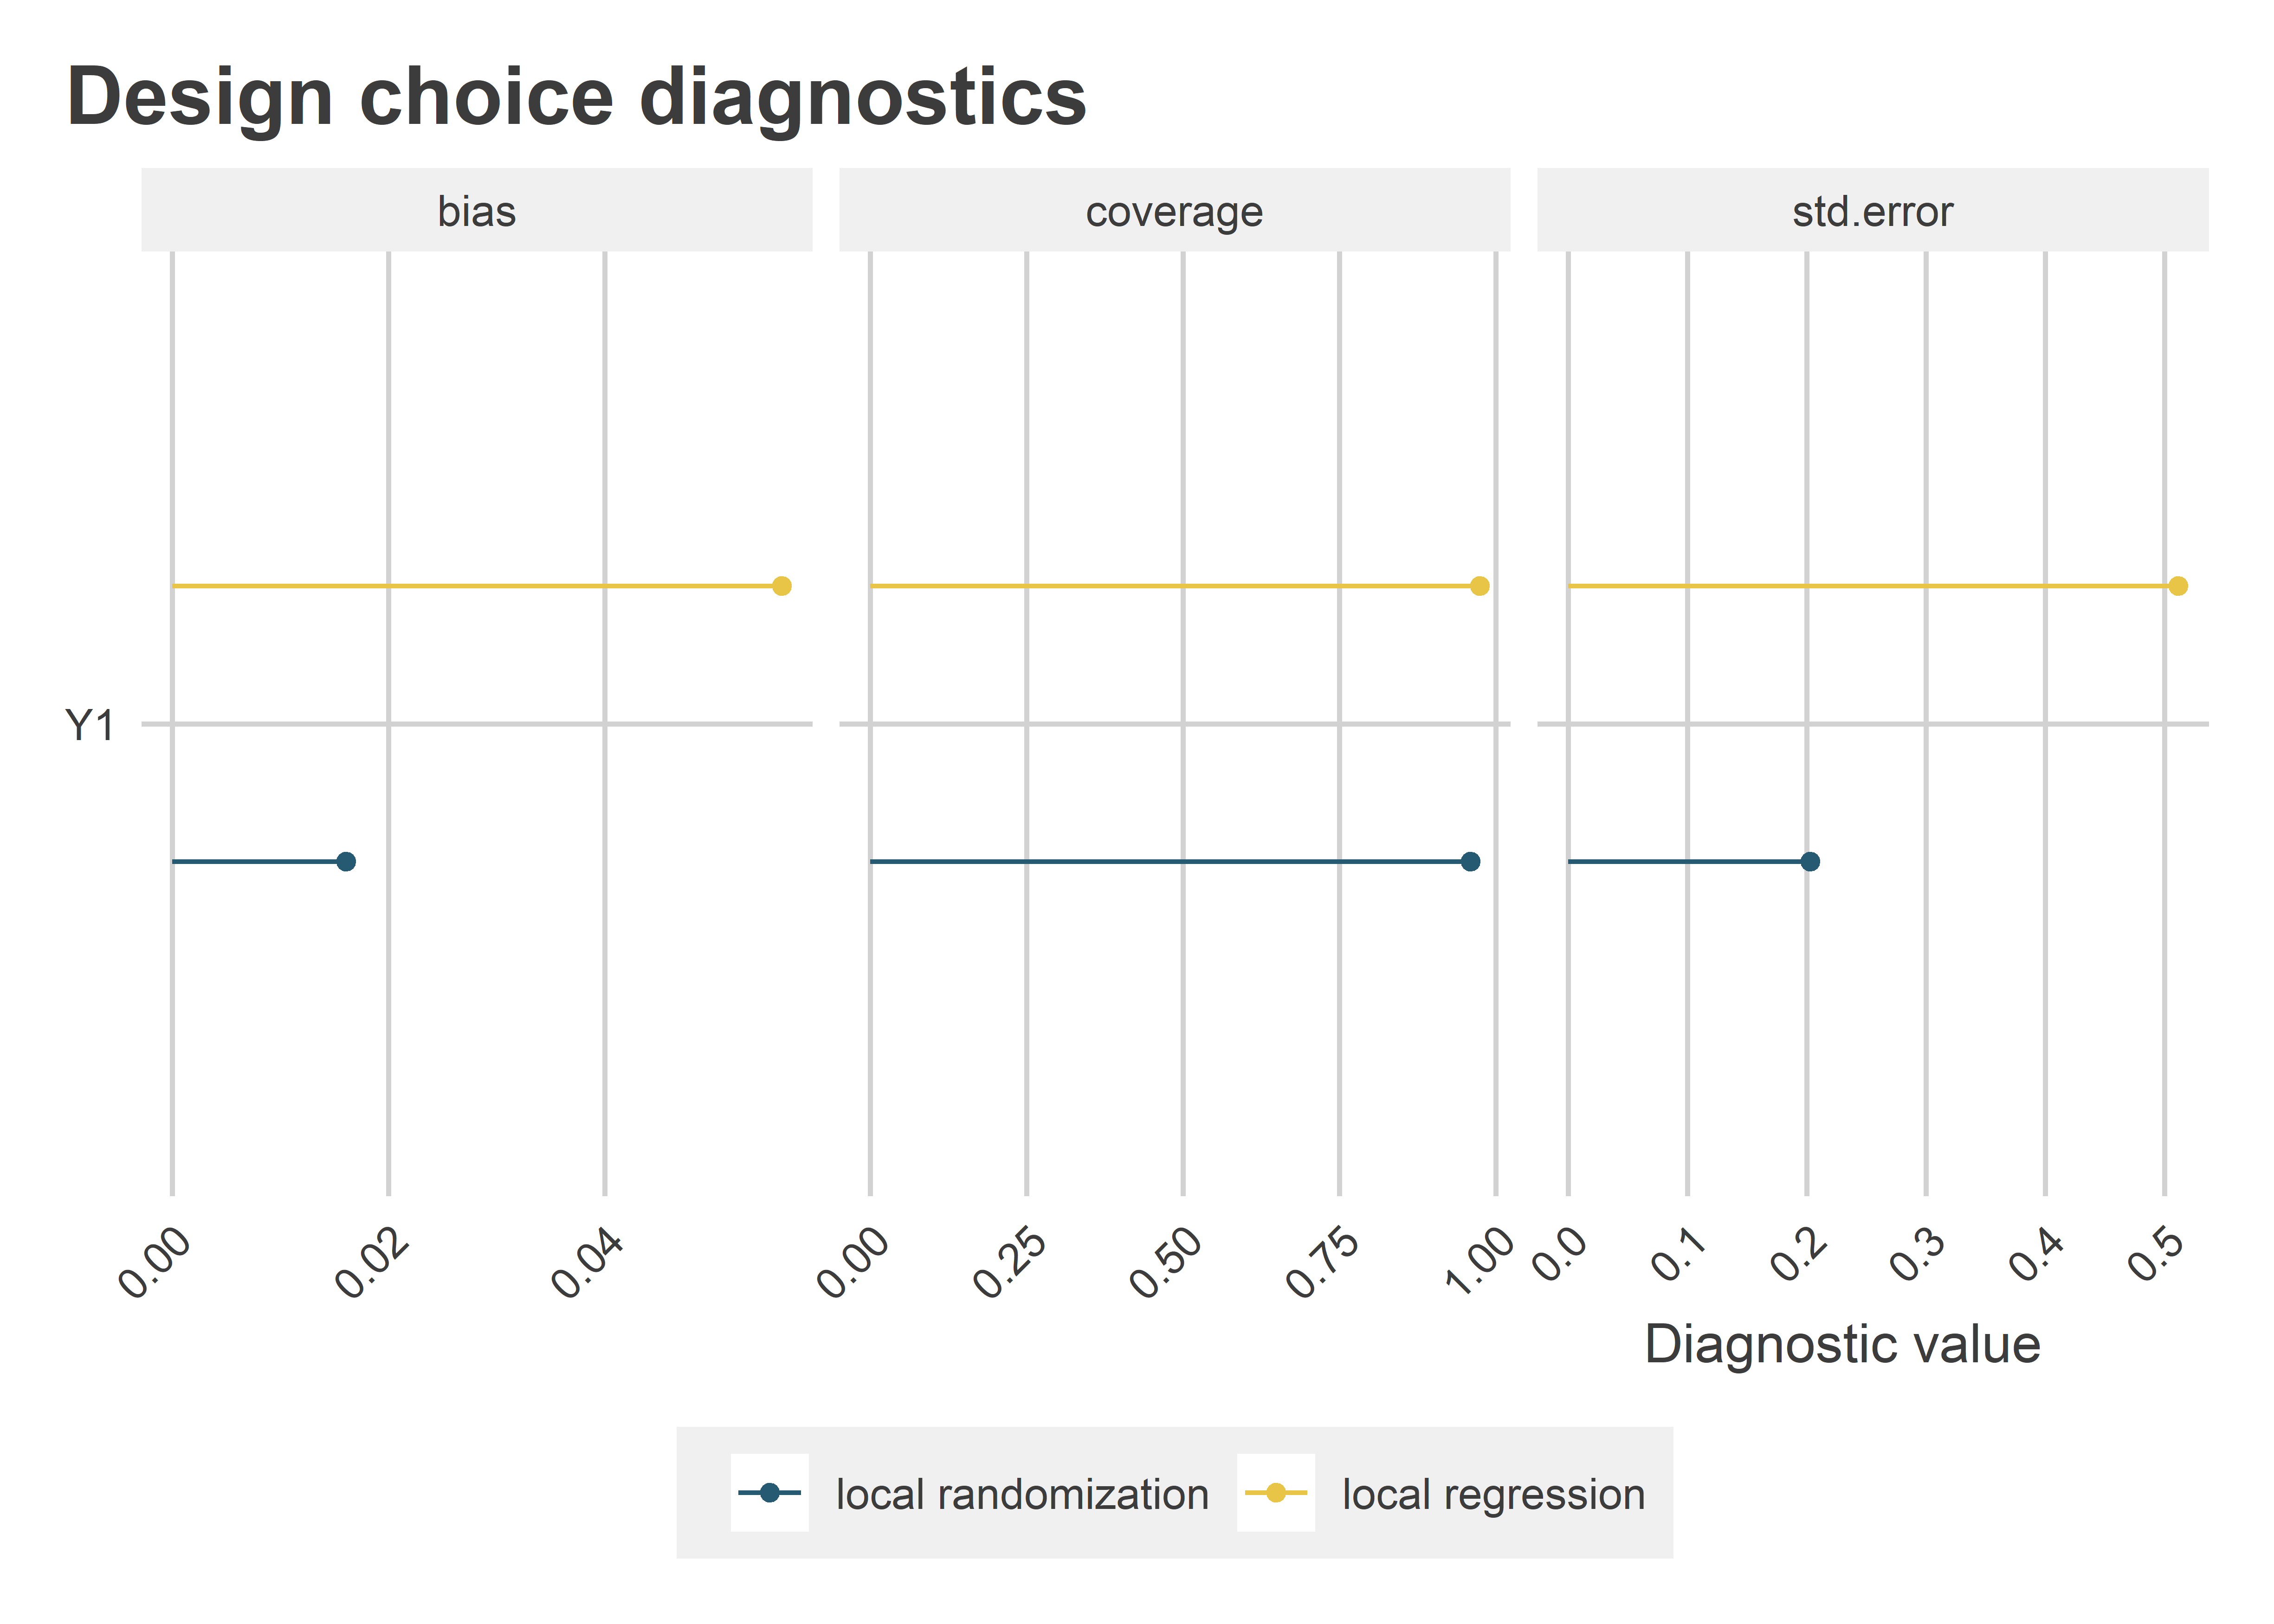 Design choice diagnostics
bias coverage std.error
Y1
0.00 0.02 0.04 0.00 0.25 0.50 0.75 1.00 0.0 0.1 0.2 0.3 0.4 0.5
Diagnostic value
local randomization local regression